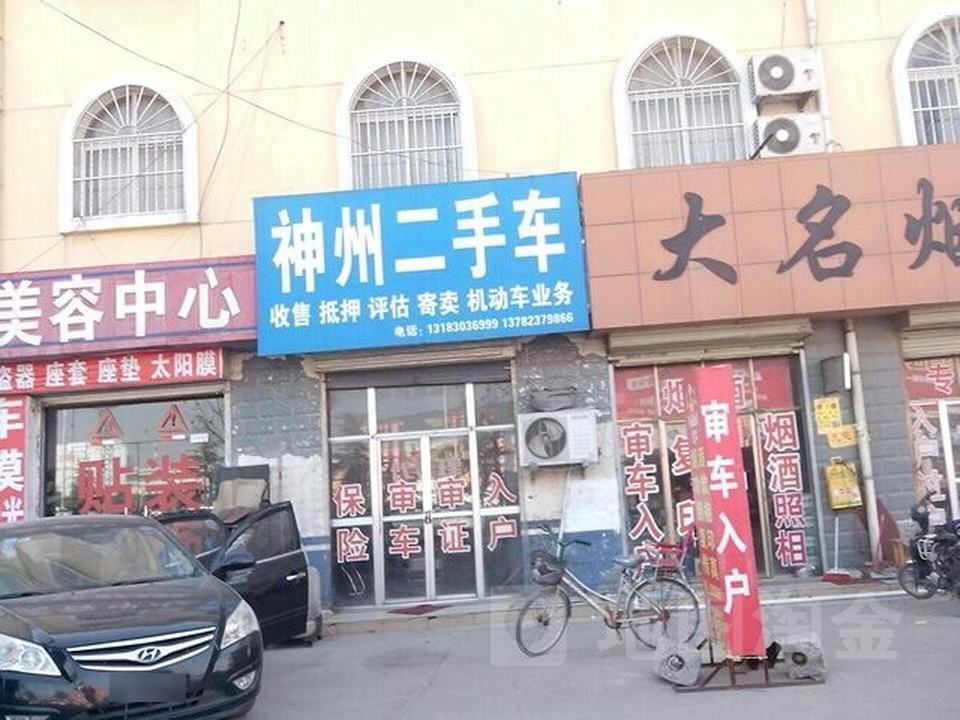 美容中心
座套 座垫 太阳膜
贴装
神州二手车
收售 抵押 评估 寄卖 机动车业务
电话：13183036999 13782379866
保险
审车
审证
入户
大名烟
审车入
复印
烟酒照相
审车入户
专